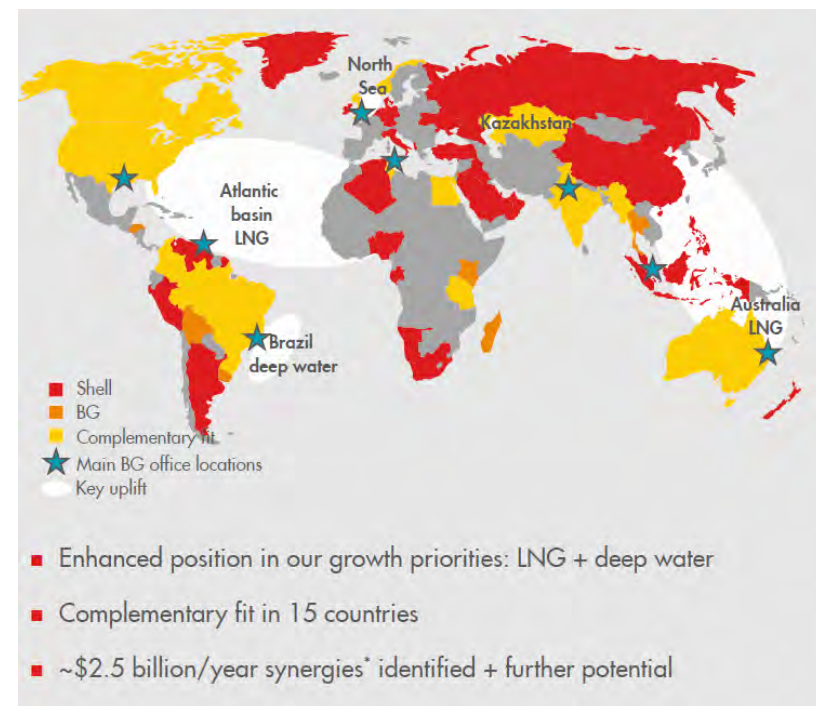 North
Sea
Kazakhstan
Atlantic
basin
LNG
Australia
LNG
Brazil
deep water
Shell
BG
Complementary fit
Main BG office locations
Key uplift
Enhanced position in our growth priorities: LNG + deep water
Complementary fit in 15 countries
~$2.5 billion/year synergies* identified + further potential